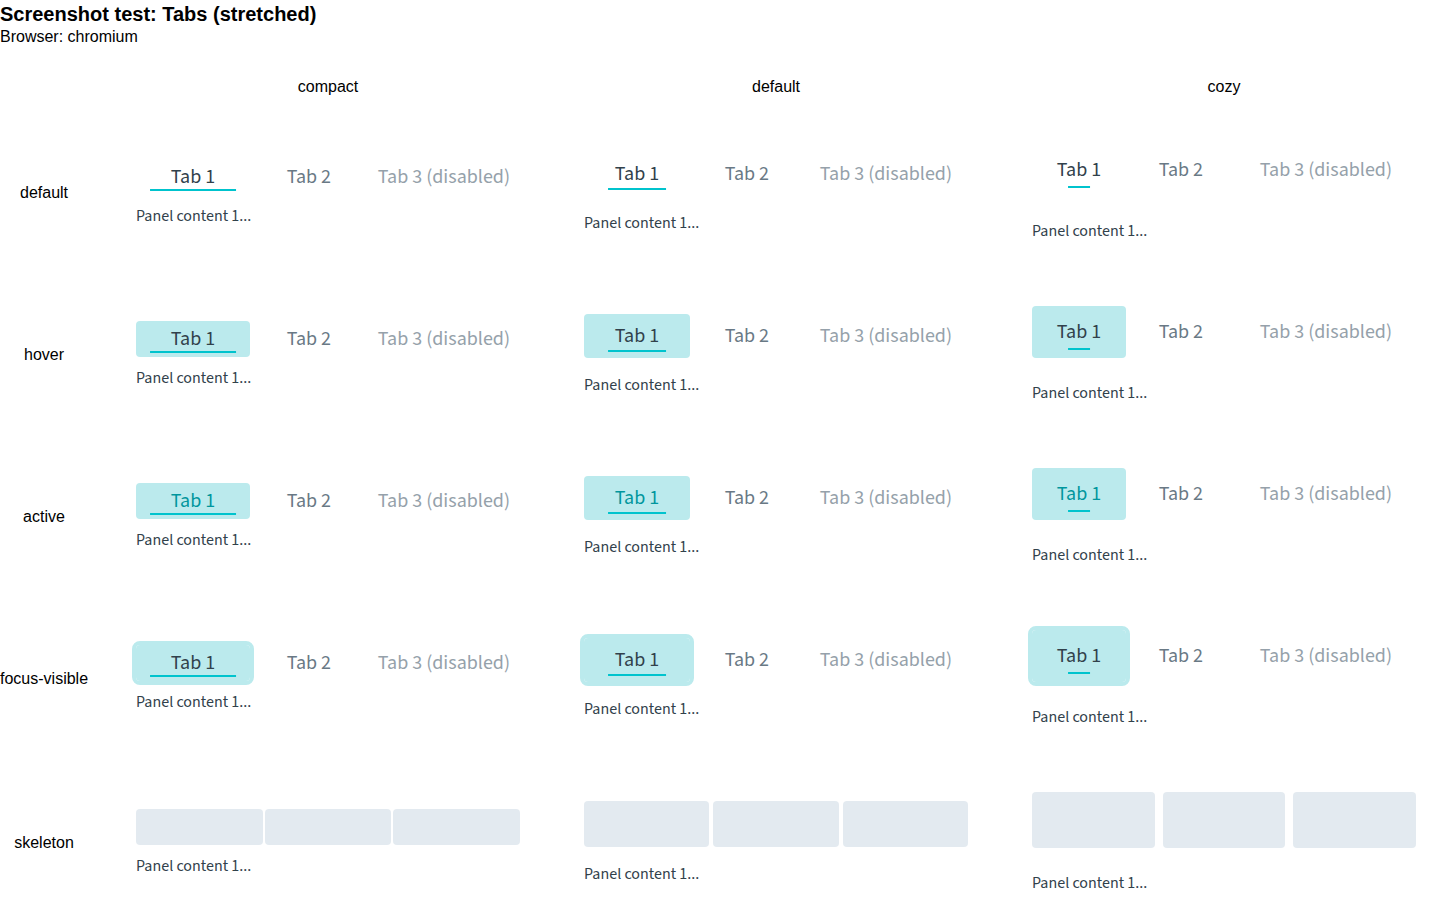 Screenshot test: Tabs (stretched)
Browser: chromium
compact default cozy
default Tab 1 Tab 2 Tab 3 (disabled) Tab 1 Tab 2 Tab 3 (disabled) Tab 1 Tab 2 Tab 3 (disabled)
Panel content 1... Panel content 1... Panel content 1...
hover Tab 1 Tab 2 Tab 3 (disabled) Tab 1 Tab 2 Tab 3 (disabled) Tab 1 Tab 2 Tab 3 (disabled)
Panel content 1... Panel content 1... Panel content 1...
active Tab 1 Tab 2 Tab 3 (disabled) Tab 1 Tab 2 Tab 3 (disabled) Tab 1 Tab 2 Tab 3 (disabled)
Panel content 1... Panel content 1... Panel content 1...
focus-visible Tab 1 Tab 2 Tab 3 (disabled) Tab 1 Tab 2 Tab 3 (disabled) Tab 1 Tab 2 Tab 3 (disabled)
Panel content 1... Panel content 1... Panel content 1...
skeleton
Panel content 1... Panel content 1... Panel content 1...